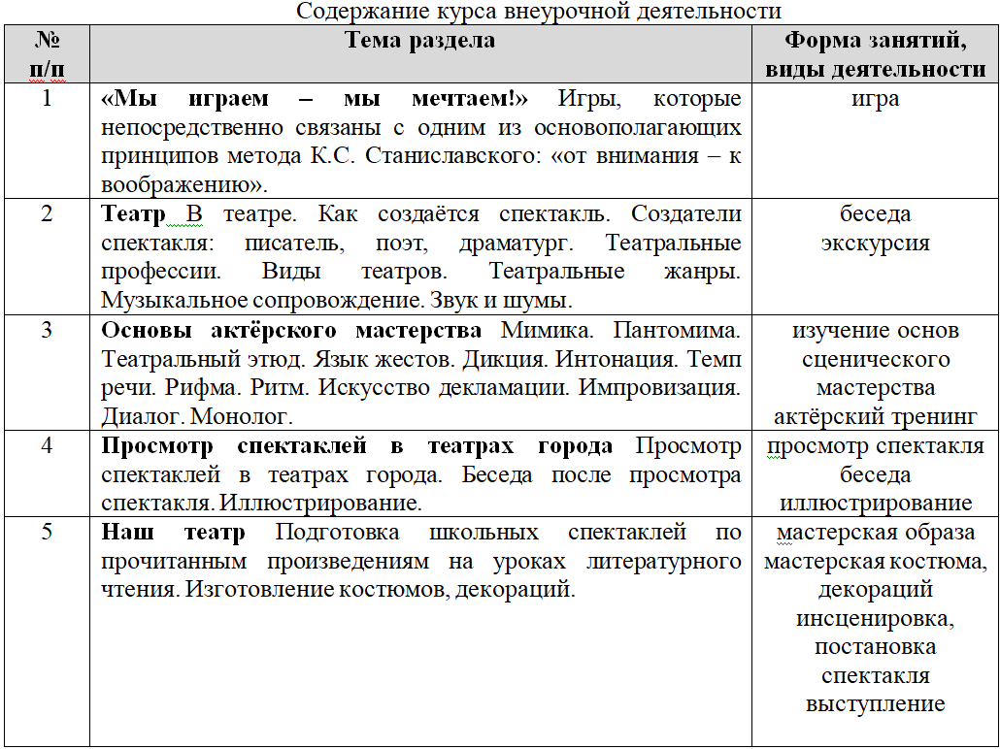 Содержание курса внеурочной деятельности
№
п/п
Тема раздела
Форма занятий,
виды деятельности
1
«Мы играем – мы мечтаем!» Игры, которые
непосредственно связаны с одним из основополагающих
принципов метода К.С. Станиславского: «от внимания – к
воображению».
игра
2
Театр В театре. Как создаётся спектакль. Создатели
спектакля: писатель, поэт, драматург. Театральные
профессии. Виды театров. Театральные жанры.
Музыкальное сопровождение. Звук и шумы.
беседа
экскурсия
3
Основы актёрского мастерства Мимика. Пантомима.
Театральный этюд. Язык жестов. Дикция. Интонация. Темп
речи. Рифма. Ритм. Искусство декламации. Импровизация.
Диалог. Монолог.
изучение основ
сценического
мастерства
актёрский тренинг
4
Просмотр спектаклей в театрах города Просмотр
спектаклей в театрах города. Беседа после просмотра
спектакля. Иллюстрирование.
просмотр спектакля
беседа
иллюстрирование
5
Наш театр Подготовка школьных спектаклей по
прочитанным произведениям на уроках литературного
чтения. Изготовление костюмов, декораций.
мастерская образа
мастерская костюма,
декораций
инсценировка,
постановка
спектакля
выступление